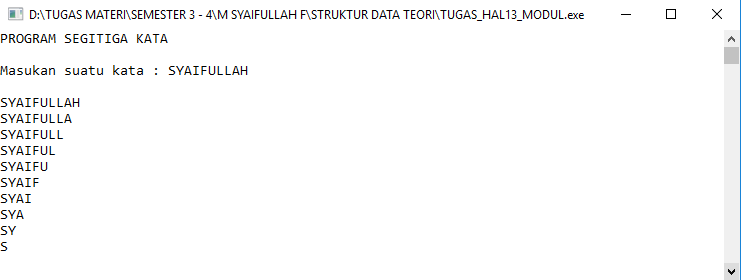 D:\TUGAS MATERI\SEMESTER 3 - 4\M SYAIFULLAH F\STRUKTUR DATA TEORI\TUGAS_HAL13_MODUL.exe
PROGRAM SEGITIGA KATA
Masukan suatu kata : SYAIFULLAH
SYAIFULLAH
SYAIFULLA
SYAIFULL
SYAIFUL
SYAIFU
SYAIF
SYAI
SYA
SY
S